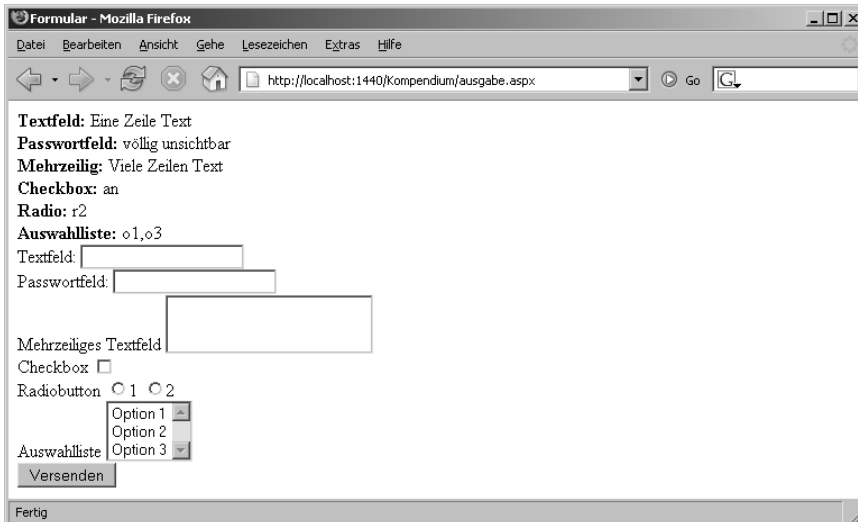 Formular - Mozilla Firefox
Datei Bearbeiten Ansicht Gehe Lesezeichen Extras Hilfe
http://localhost:1440/Kompendium/ausgabe.aspx Go G
Textfeld: Eine Zeile Text
Passwortfeld: völlig unsichtbar
Mehrzeilig: Viele Zeilen Text
Checkbox: an
Radio: r2
Auswahlliste: o1,o3
Textfeld:
Passwortfeld:
Mehrzeiliges Textfeld
Checkbox
Radiobutton 1 2
Option 1
Option 2
Auswahlliste Option 3
Versenden
Fertig